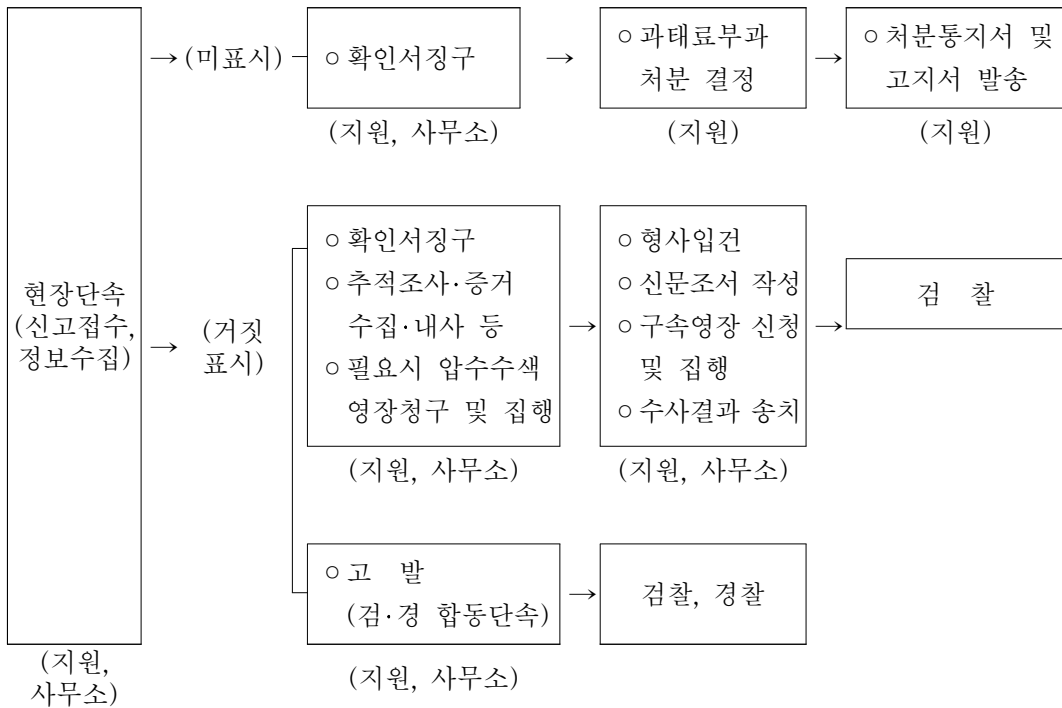 현장단속
(신고접수,
정보수집)
(지원,
사무소)
→ (미표시)
○ 확인서징구
(지원, 사무소)
→
○ 과태료부과
처분 결정
(지원)
→
○ 처분통지서 및
고지서 발송
(지원)
→ (거짓
표시)
○ 확인서징구
○ 추적조사·증거
수집·내사 등
○ 필요시 압수수색
영장청구 및 집행
(지원, 사무소)
→
○ 형사입건
○ 신문조서 작성
○ 구속영장 신청
및 집행
○ 수사결과 송치
(지원, 사무소)
→
검 찰
○ 고 발
(검·경 합동단속)
(지원, 사무소)
→
검찰, 경찰